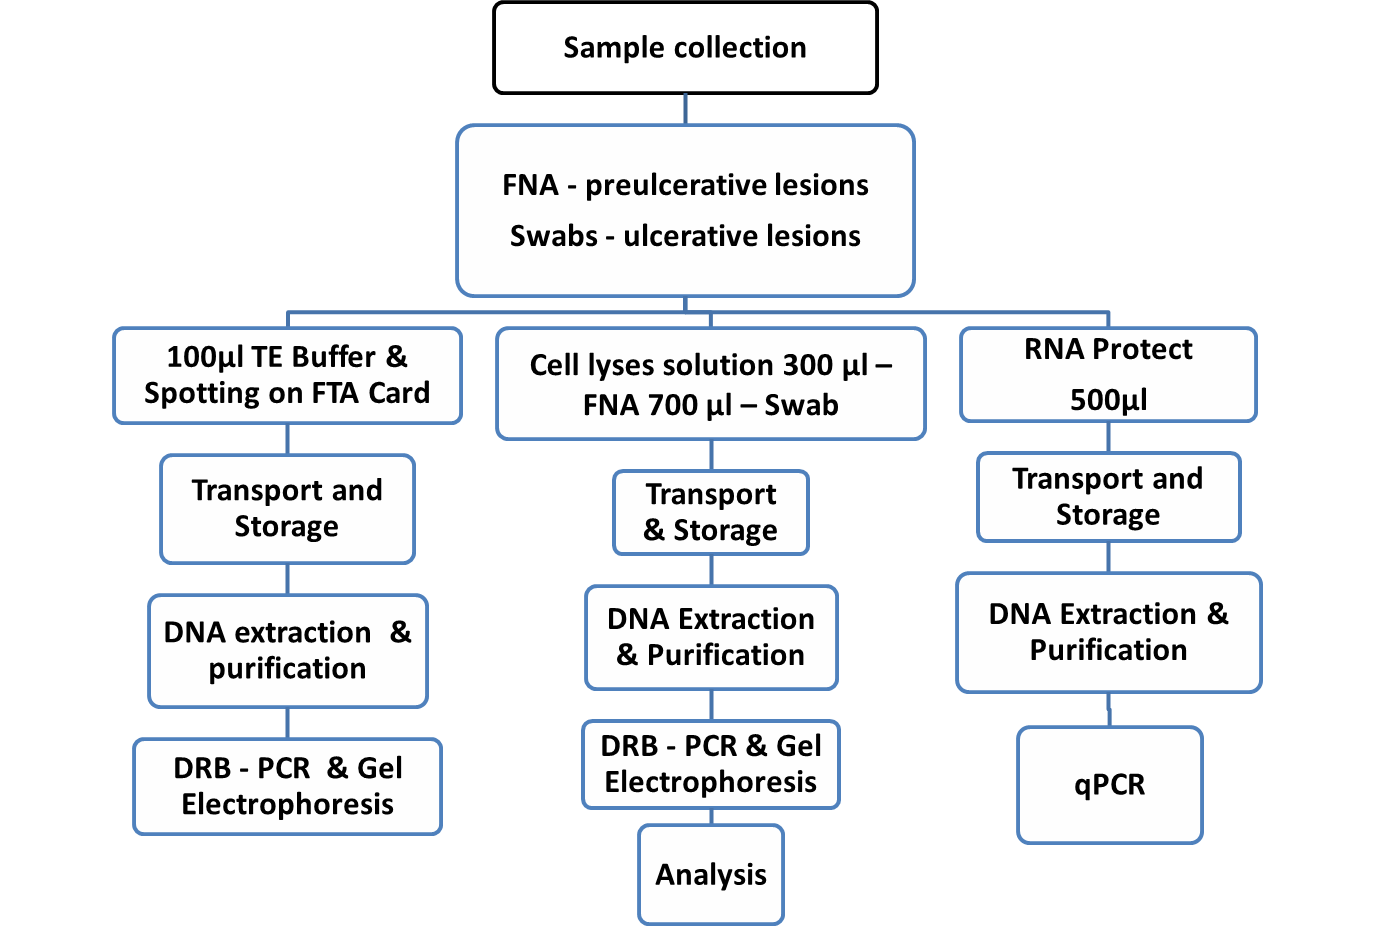 Sample collection
FNA - preulcerative lesions
Swabs - ulcerative lesions
100µl TE Buffer &
Spotting on FTA Card
Transport and
Storage
DNA extraction &
purification
DRB - PCR & Gel
Electrophoresis
Cell lyses solution 300 µl –
FNA 700 µl – Swab
Transport
& Storage
DNA Extraction
& Purification
DRB - PCR & Gel
Electrophoresis
Analysis
RNA Protect
500µl
Transport and
Storage
DNA Extraction &
Purification
qPCR